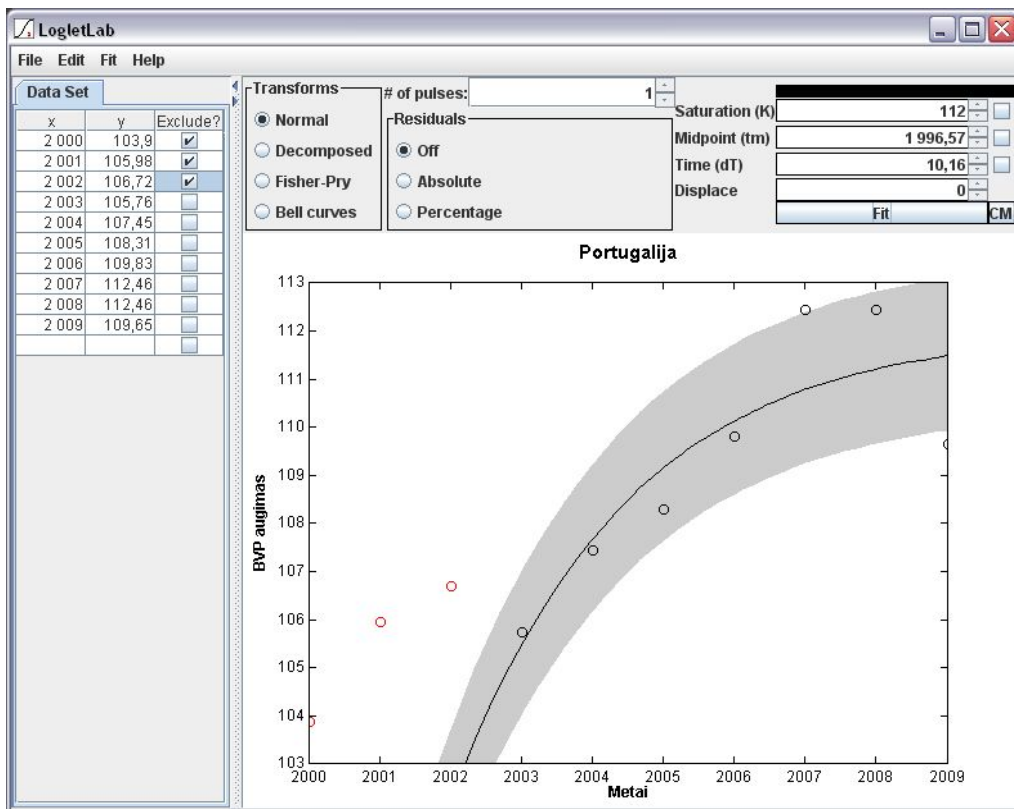 LogletLab
File Edit Fit Help
Data Set
x y Exclude?
2 000 103,9
2 001 105,98
2 002 106,72
2 003 105,76
2 004 107,45
2 005 108,31
2 006 109,83
2 007 112,46
2 008 112,46
2 009 109,65
Transforms
Normal
Decomposed
Fisher-Pry
Bell curves
# of pulses: 1
Residuals
Off
Absolute
Percentage
Saturation (K) 112
Midpoint (tm) 1 996,57
Time (dT) 10,16
Displace 0
Fit CM
Portugalija
113
112
111
110
109
108
107
106
105
104
103
BVP augimas
2000 2001 2002 2003 2004 2005 2006 2007 2008 2009
Metai